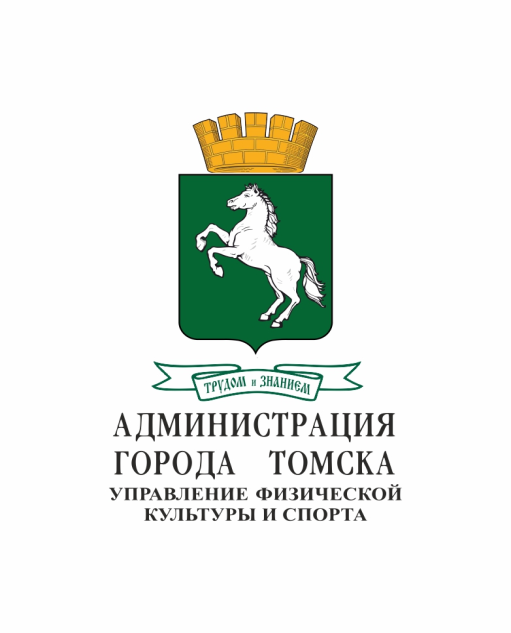 ТРУДОМ и ЗНАНИЕМ
АДМИНИСТРАЦИЯ
ГОРОДА ТОМСКА
УПРАВЛЕНИЕ ФИЗИЧЕСКОЙ
КУЛЬТУРЫ И СПОРТА